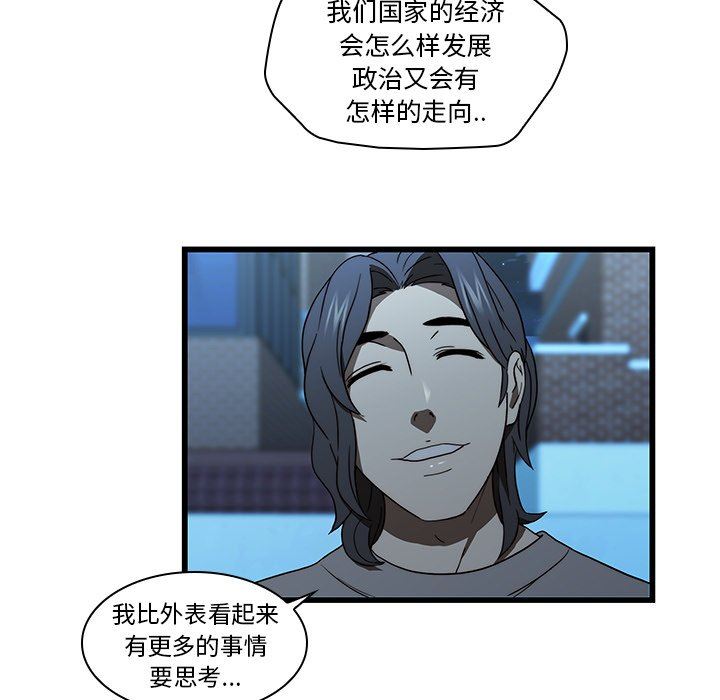 我们国家的经济
会怎么样发展
政治又会有
怎样的走向..
我比外表看起来
有更多的事情
要思考...